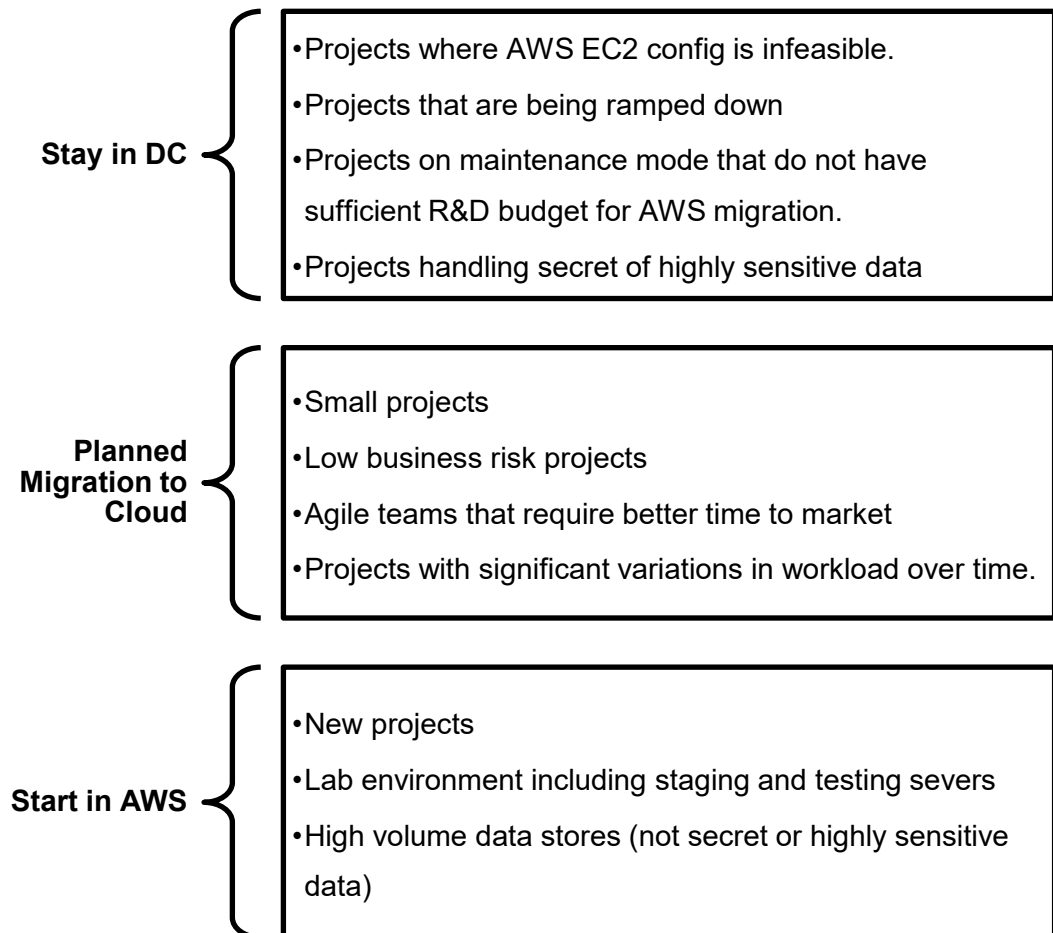 Stay in DC
•Projects where AWS EC2 config is infeasible.
•Projects that are being ramped down
•Projects on maintenance mode that do not have
sufficient R&D budget for AWS migration.
•Projects handling secret of highly sensitive data
Planned
Migration to
Cloud
•Small projects
•Low business risk projects
•Agile teams that require better time to market
•Projects with significant variations in workload over time.
Start in AWS
•New projects
•Lab environment including staging and testing severs
•High volume data stores (not secret or highly sensitive
data)